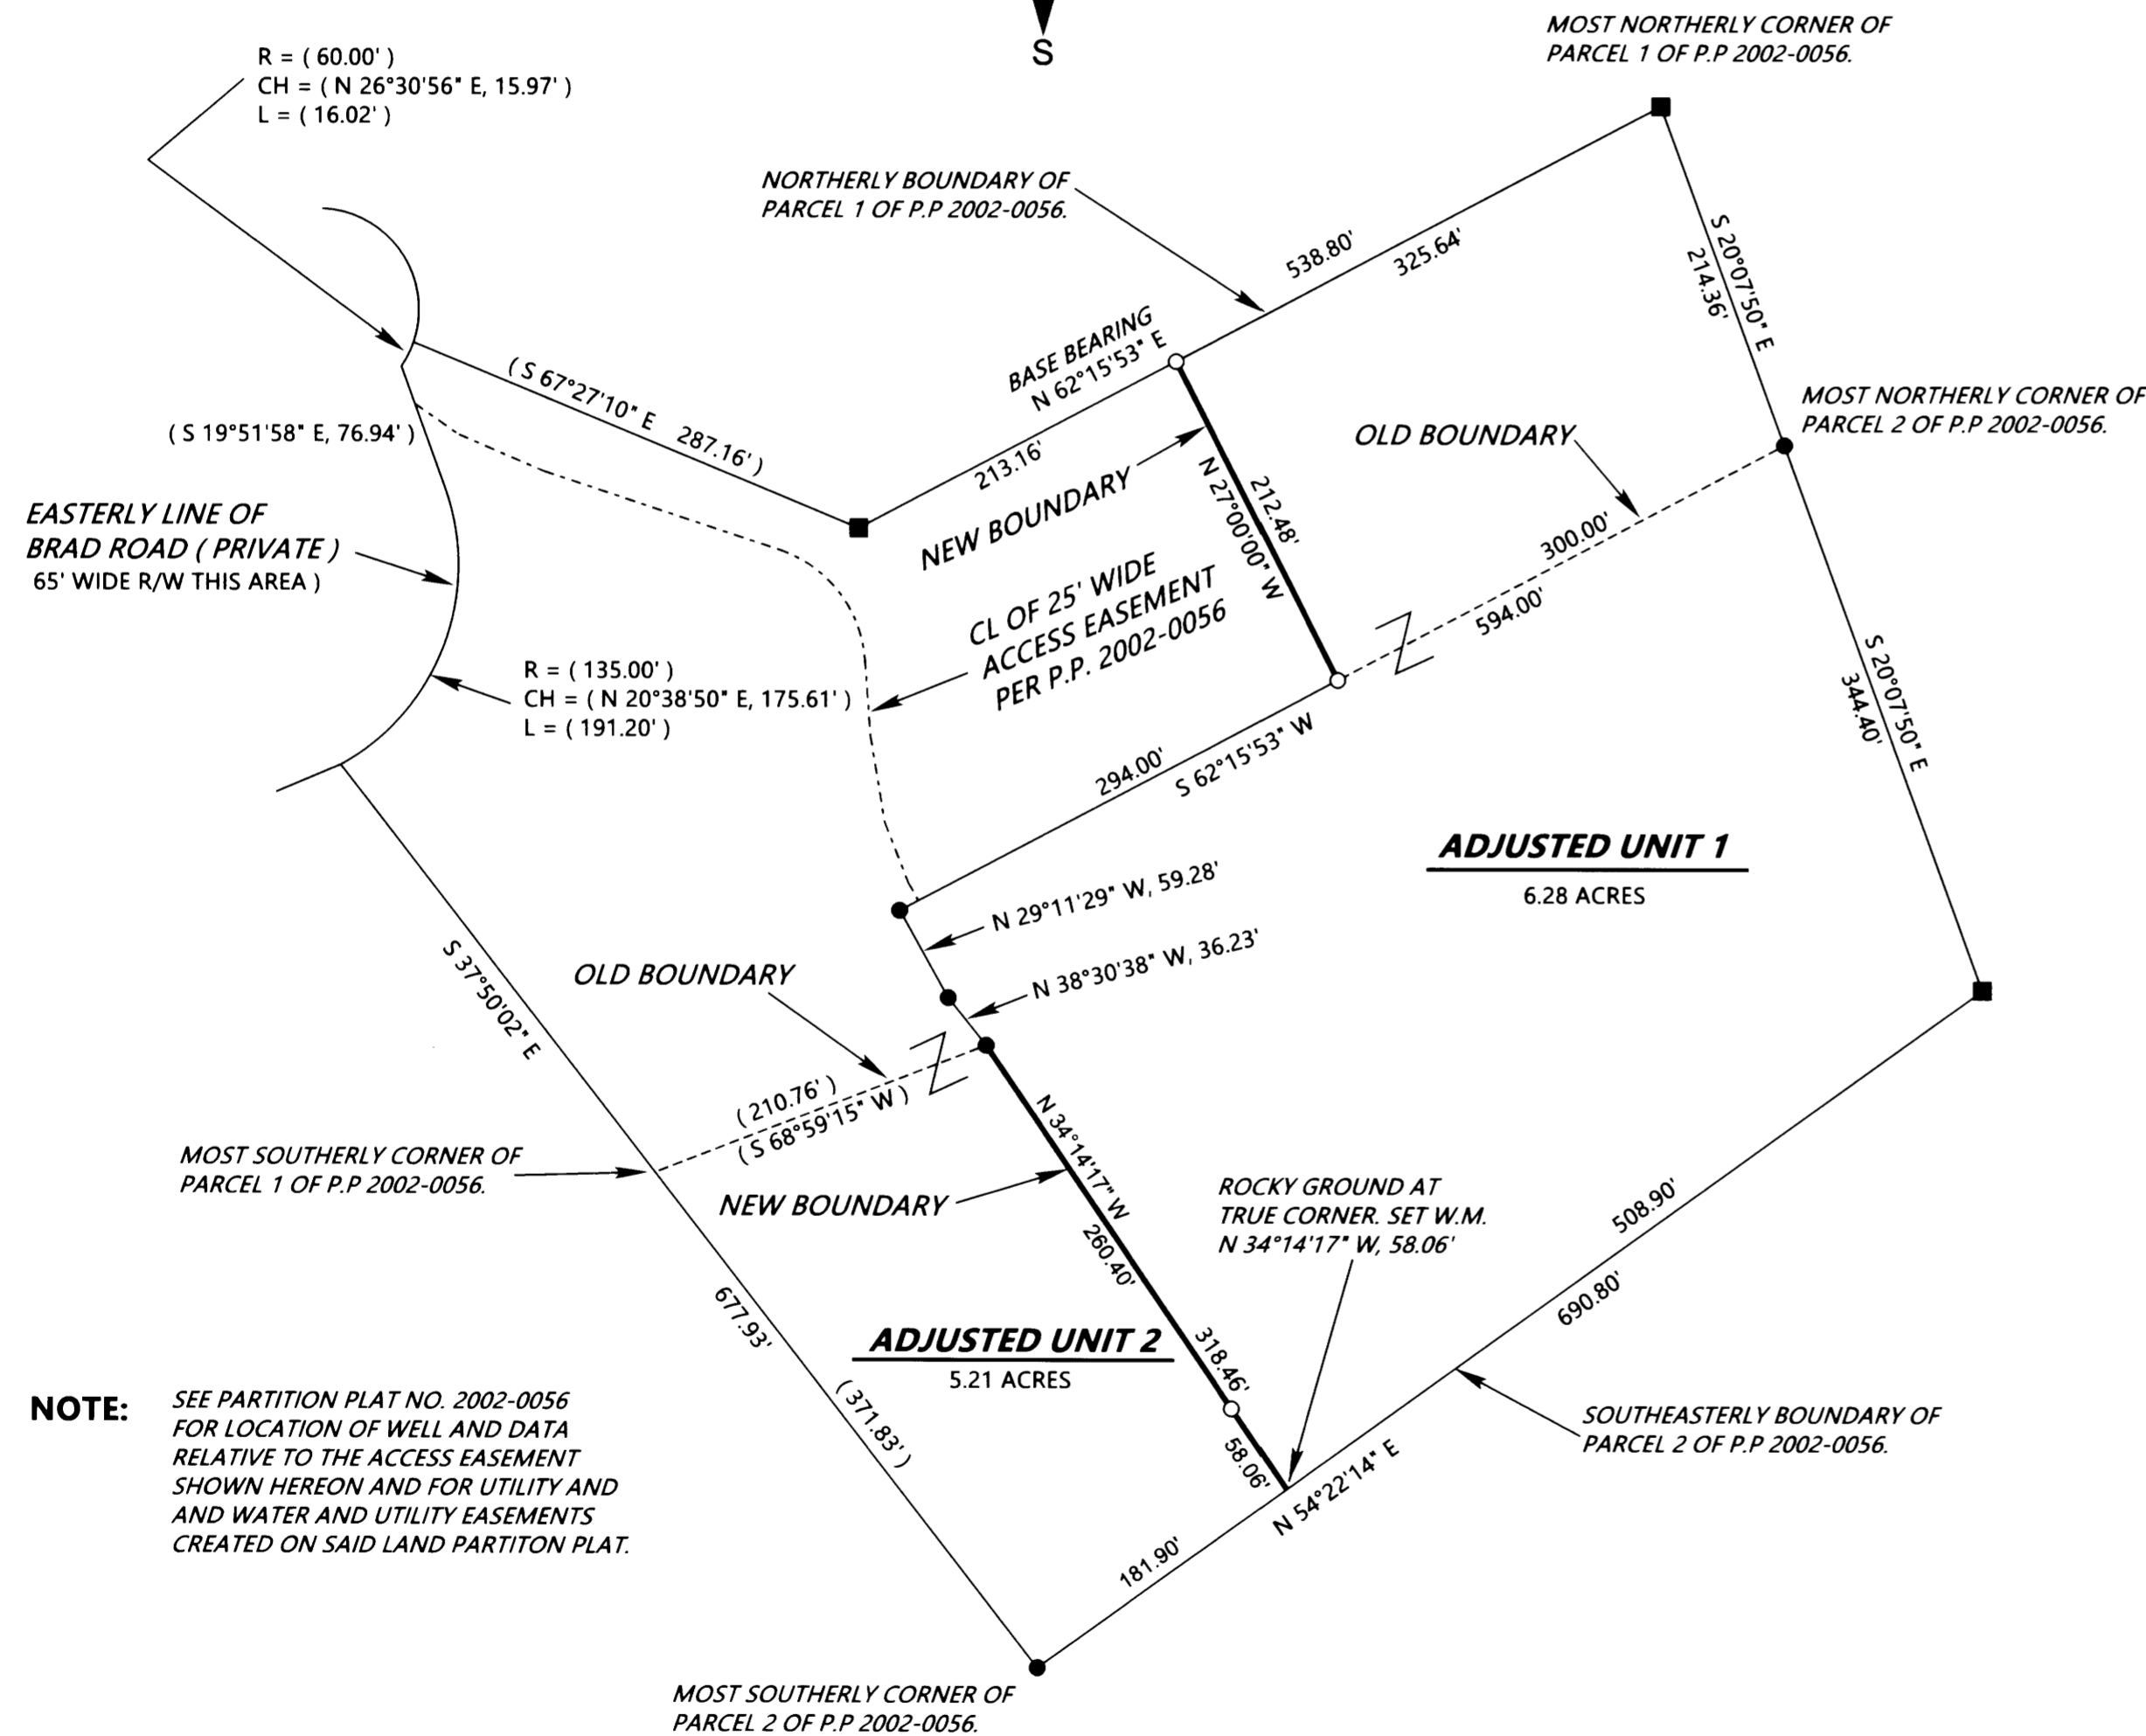 S
MOST NORTHERLY CORNER OF
PARCEL 1 OF P.P 2002-0056.
R = ( 60.00' )
CH = ( N 26°30'56" E, 15.97' )
L = ( 16.02' )
NORTHERLY BOUNDARY OF
PARCEL 1 OF P.P 2002-0056.
538.80'
325.64'
S 20°07'50" E
214.36'
BASE BEARING
N 62°15'53" E
213.16'
( S 67°27'10" E 287.16' )
( S 19°51'58" E, 76.94' )
MOST NORTHERLY CORNER OF
PARCEL 2 OF P.P 2002-0056.
OLD BOUNDARY
NEW BOUNDARY
212.48'
N 27°00'00" W
EASTERLY LINE OF
BRAD ROAD ( PRIVATE )
65' WIDE R/W THIS AREA )
300.00'
594.00'
CL OF 25' WIDE
ACCESS EASEMENT
PER P.P. 2002-0056
R = ( 135.00' )
CH = ( N 20°38'50" E, 175.61' )
L = ( 191.20' )
S 20°07'50" E
344.40'
294.00'
S 62°15'53" W
ADJUSTED UNIT 1
6.28 ACRES
N 29°11'29" W, 59.28'
N 38°30'38" W, 36.23'
OLD BOUNDARY
S 37°50'02" E
( 210.76' )
( S 68°59'15" W )
MOST SOUTHERLY CORNER OF
PARCEL 1 OF P.P 2002-0056.
NEW BOUNDARY
N 34°14'17" W
260.40'
ROCKY GROUND AT
TRUE CORNER. SET W.M.
N 34°14'17" W, 58.06'
508.90'
690.80'
677.93'
ADJUSTED UNIT 2
5.21 ACRES
318.46'
( 371.83' )
58.06'
SOUTHEASTERLY BOUNDARY OF
PARCEL 2 OF P.P 2002-0056.
N 54°22'14" E
181.90'
NOTE:
SEE PARTITION PLAT NO. 2002-0056
FOR LOCATION OF WELL AND DATA
RELATIVE TO THE ACCESS EASEMENT
SHOWN HEREON AND FOR UTILITY AND
AND WATER AND UTILITY EASEMENTS
CREATED ON SAID LAND PARTITON PLAT.
MOST SOUTHERLY CORNER OF
PARCEL 2 OF P.P 2002-0056.